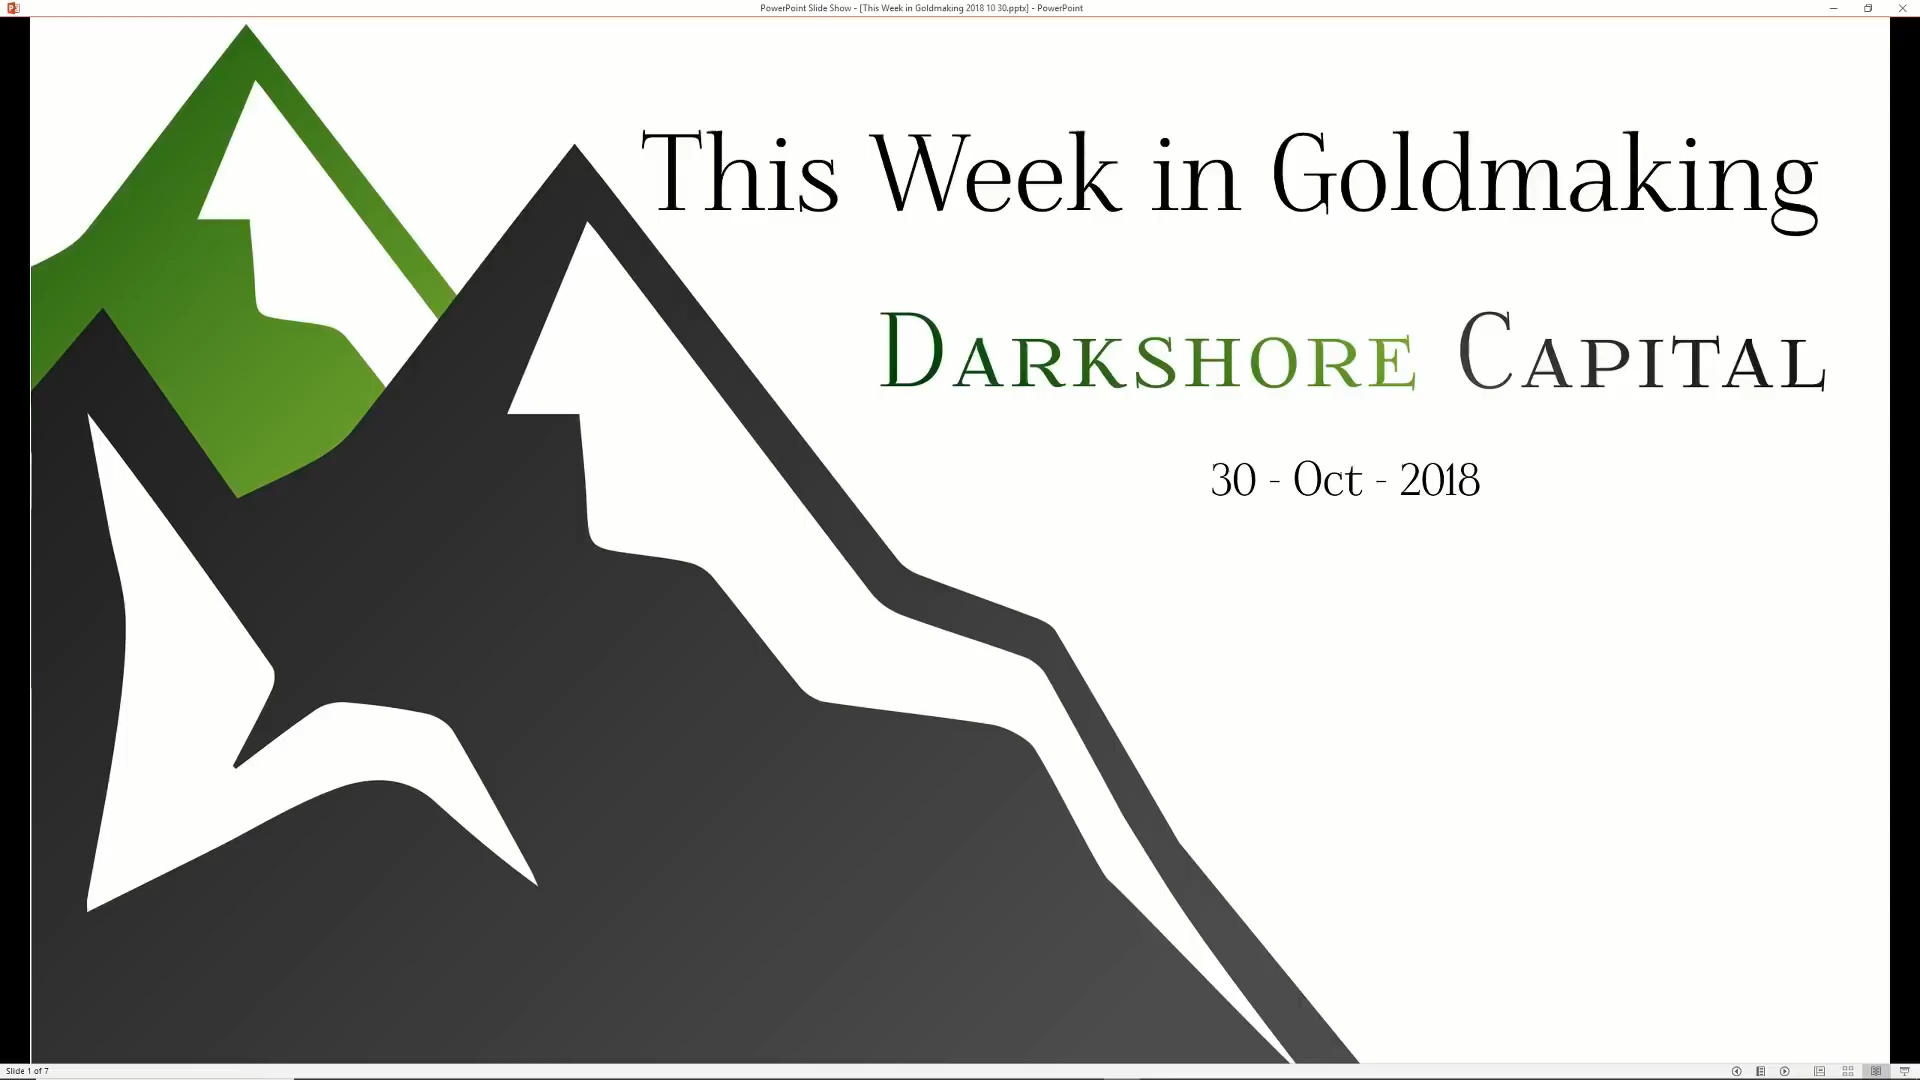 PowerPoint Slide Show - [This Week in Goldmaking 2018 10 30.pptx] - PowerPoint
This Week in Goldmaking
Darkshore Capital
30 - Oct - 2018
Slide 1 of 7